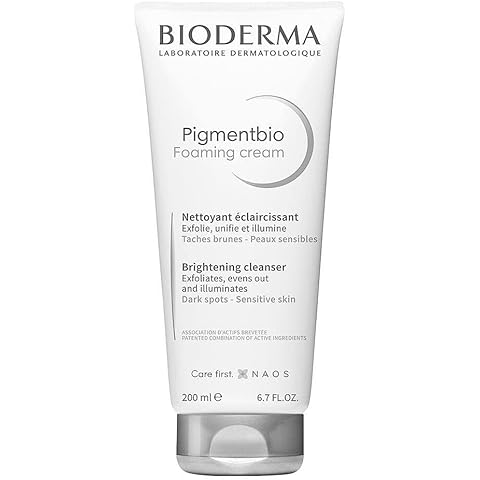 BIODERMA
LABORATOIRE DERMATOLOGIQUE
Pigmentbio
Foaming cream
Nettoyant éclaircissant
Exfolie, unifie et illumine
Taches brunes - Peaux sensibles
Brightening cleanser
Exfoliates, evens out
and illuminates
Dark spots - Sensitive skin
ASSOCIATION D'ACTIFS BREVETÉE
PATENTED COMBINATION OF ACTIVE INGREDIENTS
Care first. NAOS
200 ml ℮ 6.7 FL.OZ.